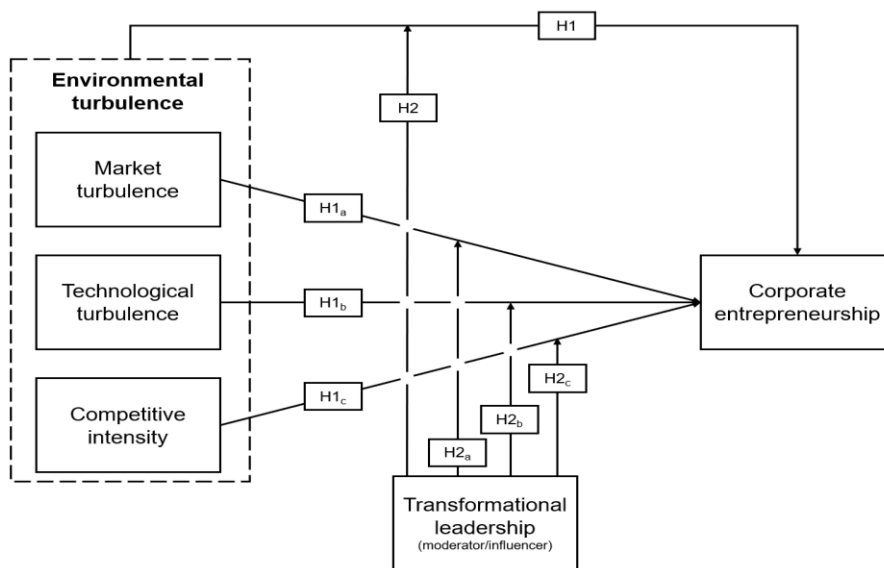 H1
Environmental
turbulence
H2
Market
turbulence
H1ₐ
Technological
turbulence
H1b
Corporate
entrepreneurship
Competitive
intensity
H1c
H2c
H2b
H2ₐ
Transformational
leadership
(moderator/influencer)